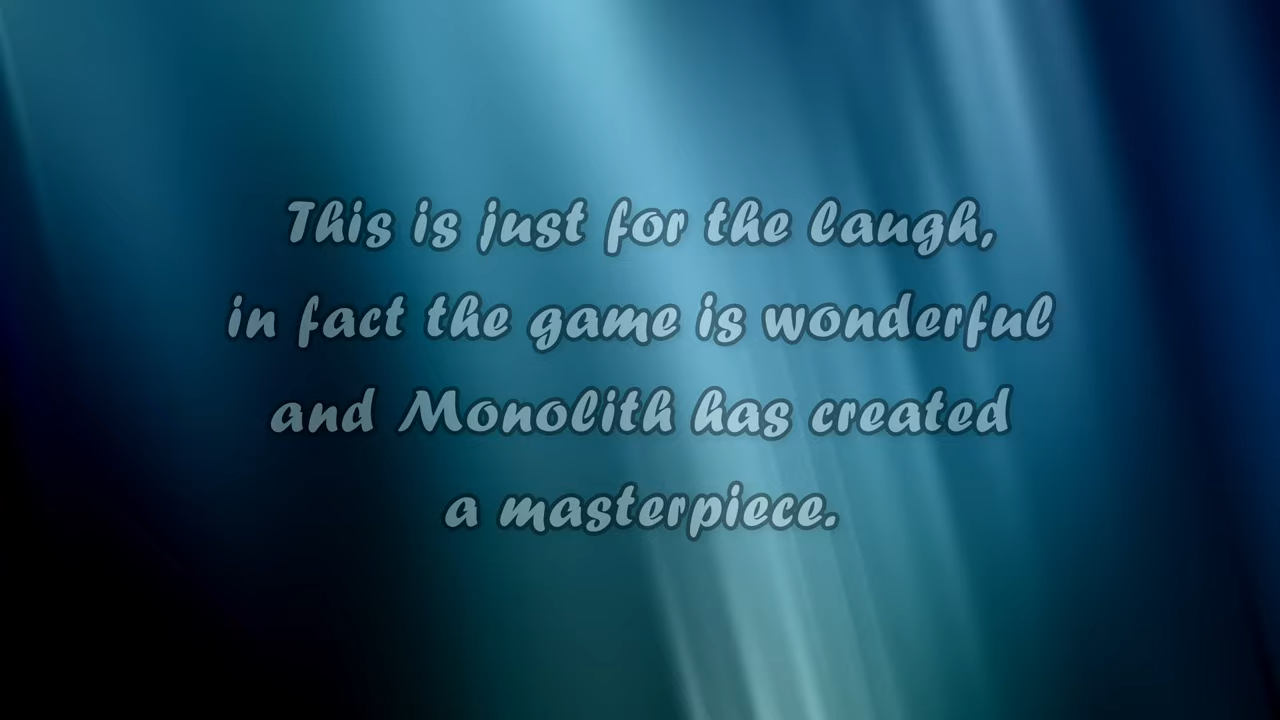 This is just for the laugh,
in fact the game is wonderful
and Monolith has created
a masterpiece.